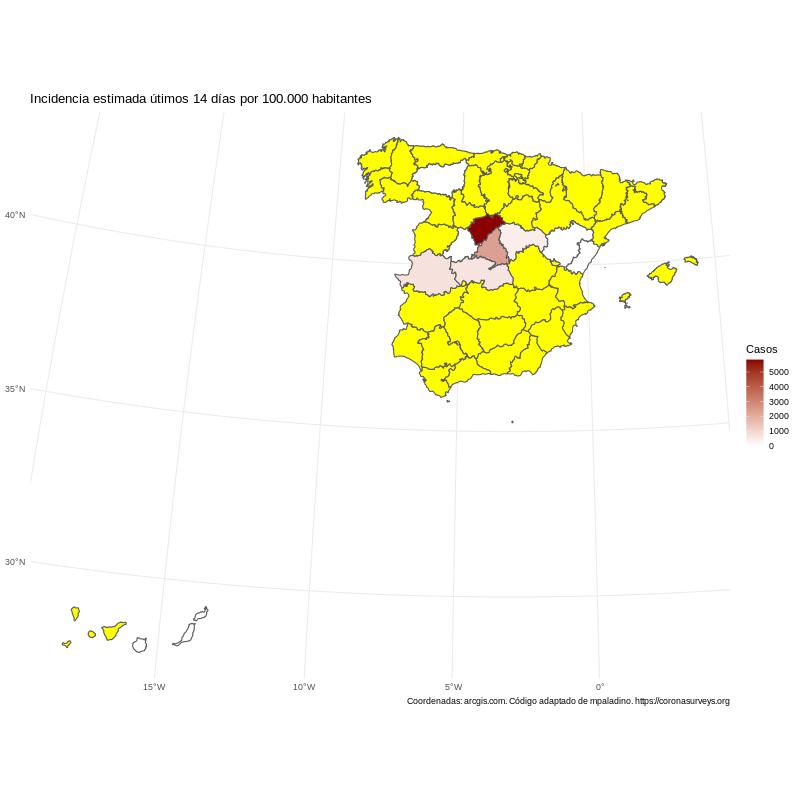 Incidencia estimada útimos 14 días por 100.000 habitantes
40°N
35°N
30°N
15°W
10°W
5°W
0°
Casos
5000
4000
3000
2000
1000
0
Coordenadas: arcgis.com. Código adaptado de mpaladino. https://coronasurveys.org